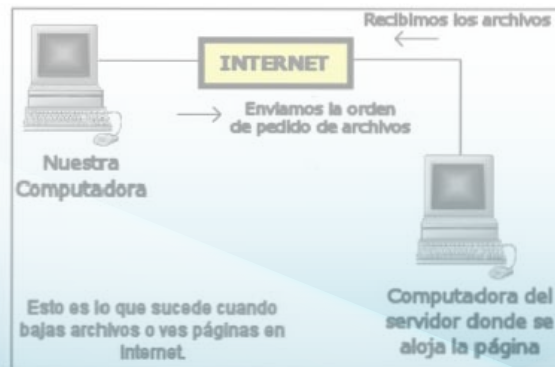 Recibimos los archivos
INTERNET
Enviamos la orden
de pedido de archivos
Nuestra
Computadora
Esto es lo que sucede cuando
bajas archivos o ves páginas en
Internet.
Computadora del
servidor donde se
aloja la página